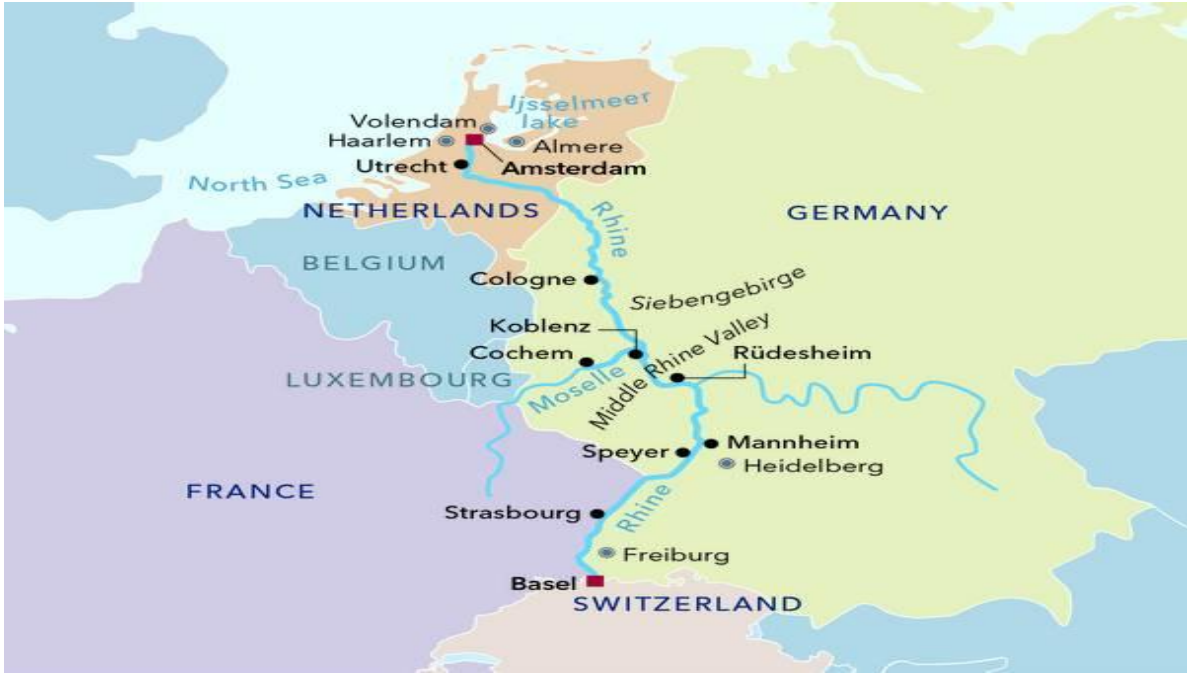 Ijsselmeer
lake
Volendam
Haarlem
Almere
Utrecht
Amsterdam
North Sea
NETHERLANDS
Rhine
GERMANY
BELGIUM
Cologne
Siebengebirge
Koblenz
Middle Rhine Valley
Cochem
Rüdesheim
LUXEMBOURG
Moselle
Mannheim
Speyer
Heidelberg
FRANCE
Strasbourg
Rhine
Freiburg
Basel
SWITZERLAND